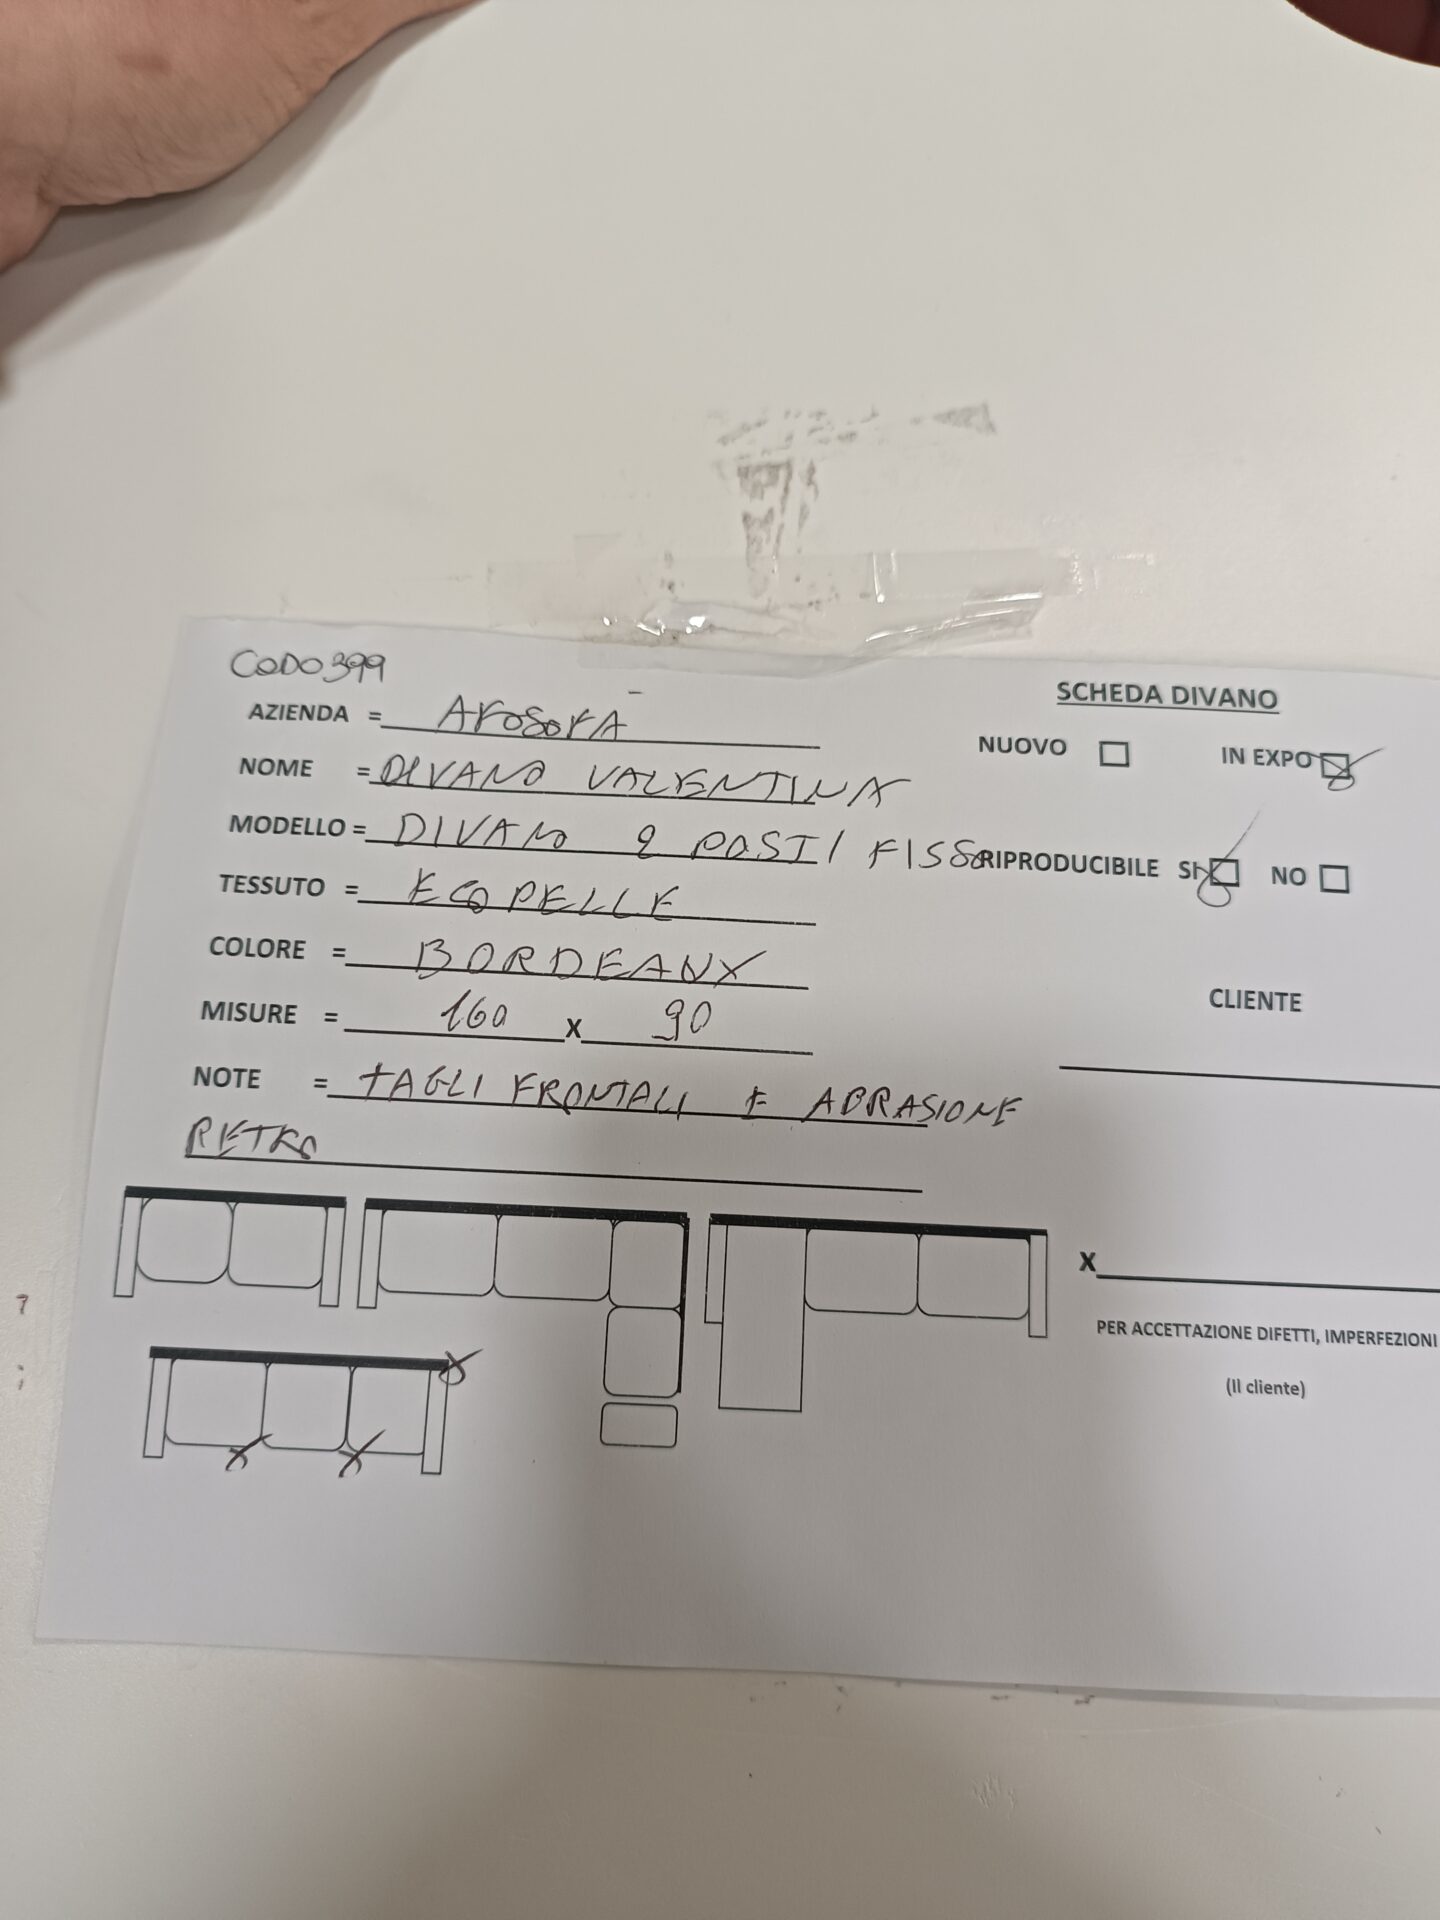 COD0399
SCHEDA DIVANO
AZIENDA = Arosora
NUOVO IN EXPO
NOME = DIVANO VALENTINA
MODELLO = DIVANO 2 POSTI FISSO
RIPRODUCIBILE SI NO
TESSUTO = ECOPELLE
COLORE = BORDEAUX
CLIENTE
MISURE = 160 X 90
NOTE = TAGLI FRONTALI E ABRASIONE
RETRO
X
PER ACCETTAZIONE DIFETTI, IMPERFEZIONI
(Il cliente)